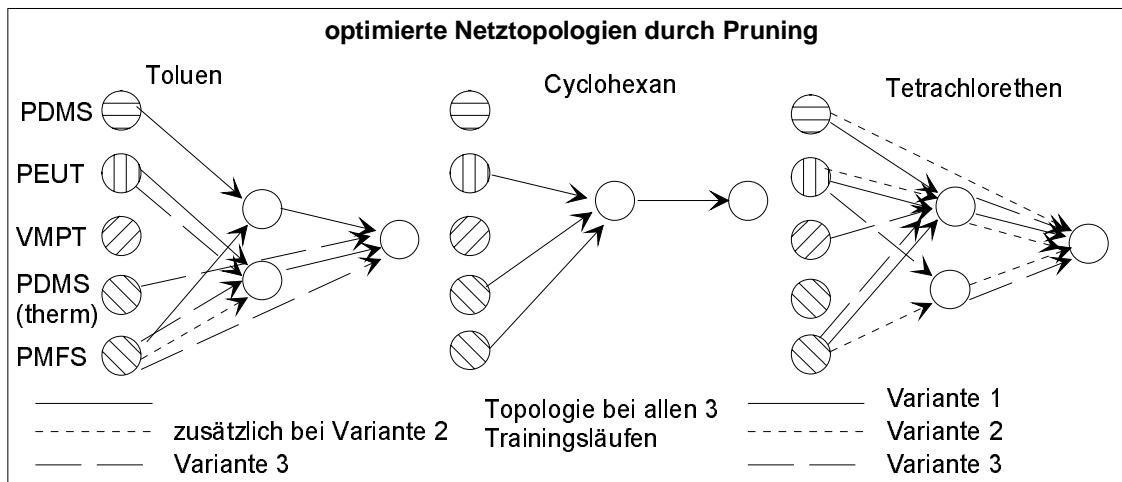 optimierte Netztopologien durch Pruning
Toluen
Cyclohexan
Tetrachlorethen
PDMS
PEUT
VMPT
PDMS
(therm)
PMFS
zusätzlich bei Variante 2
Variante 3
Topologie bei allen 3
Trainingsläufen
Variante 1
Variante 2
Variante 3